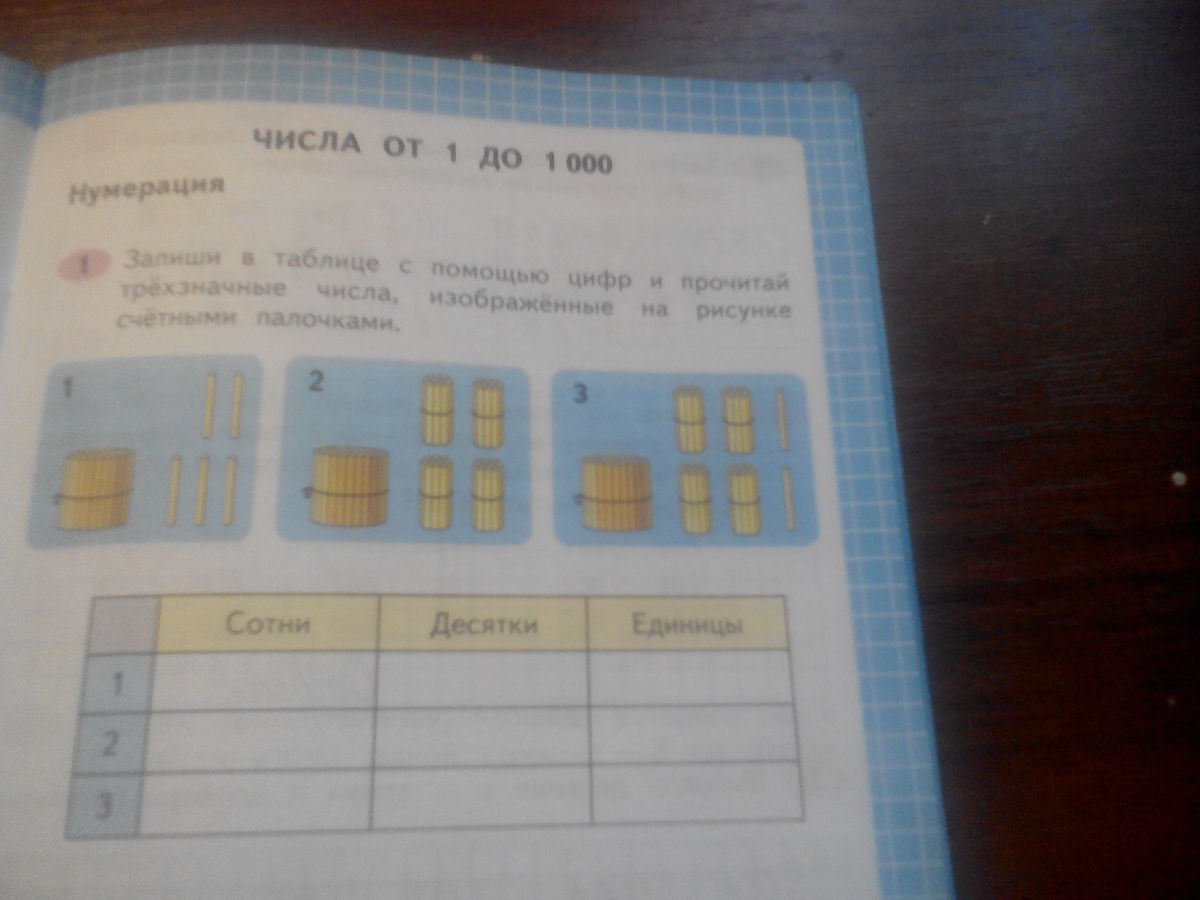 ЧИСЛА ОТ 1 ДО 1 000
Нумерация
1 Запиши в таблице с помощью цифр и прочитай
трёхзначные числа, изображённые на рисунке
счётными палочками.
1 2 3
Сотни Десятки Единицы
1
2
3